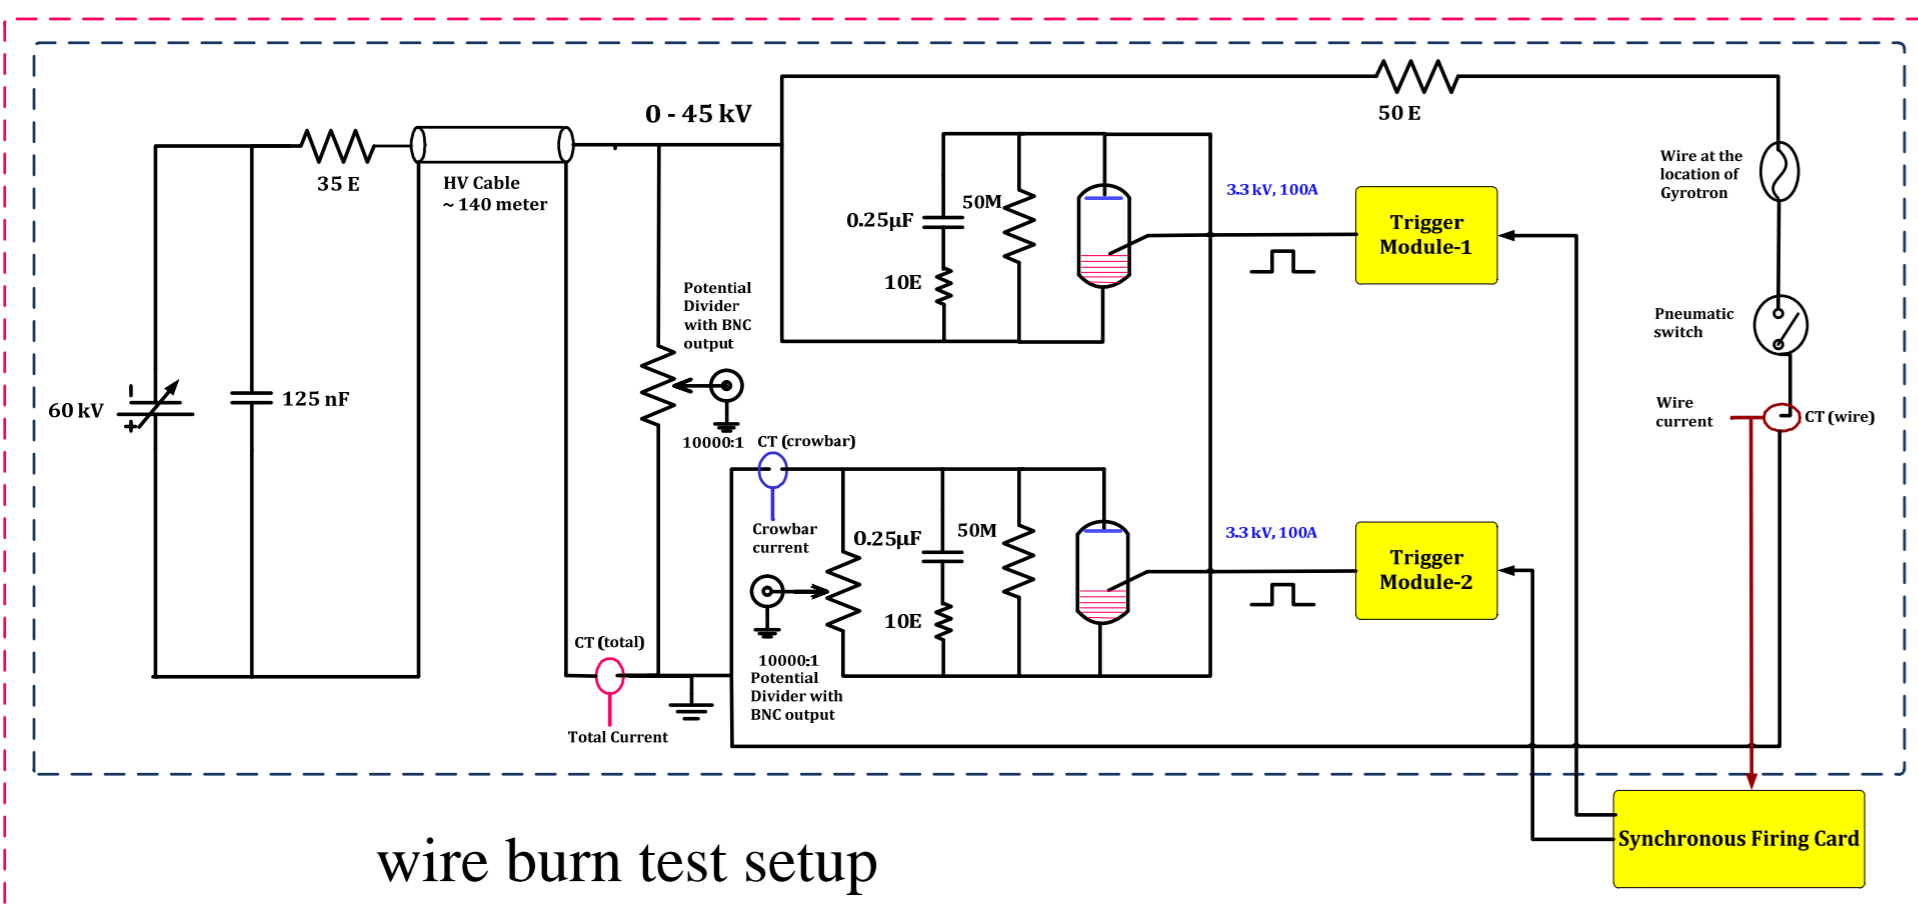 0 - 45 kV
50 E
35 E
HV Cable
~ 140 meter
Wire at the
location of
Gyrotron
3.3 kV, 100A
Trigger
Module-1
50M
0.25µF
10E
Potential
Divider
with BNC
output
10000:1
Pneumatic
switch
60 kV
-
+
125 nF
Wire
current
CT (wire)
CT (crowbar)
Crowbar
current
0.25µF
50M
10E
3.3 kV, 100A
Trigger
Module-2
CT (total)
10000:1
Potential
Divider with
BNC output
Total Current
Synchronous Firing Card
wire burn test setup